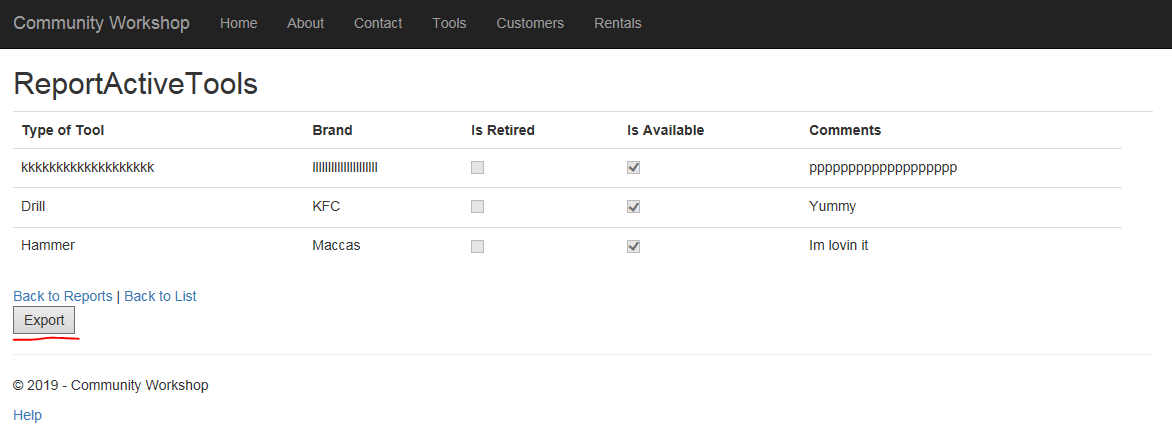 Community Workshop Home About Contact Tools Customers Rentals
ReportActiveTools
Type of Tool Brand Is Retired Is Available Comments
kkkkkkkkkkkkkkkkkkk llllllllllllllllllll ppppppppppppppppppp
Drill KFC Yummy
Hammer Maccas Im lovin it
Back to Reports | Back to List
Export
© 2019 - Community Workshop
Help